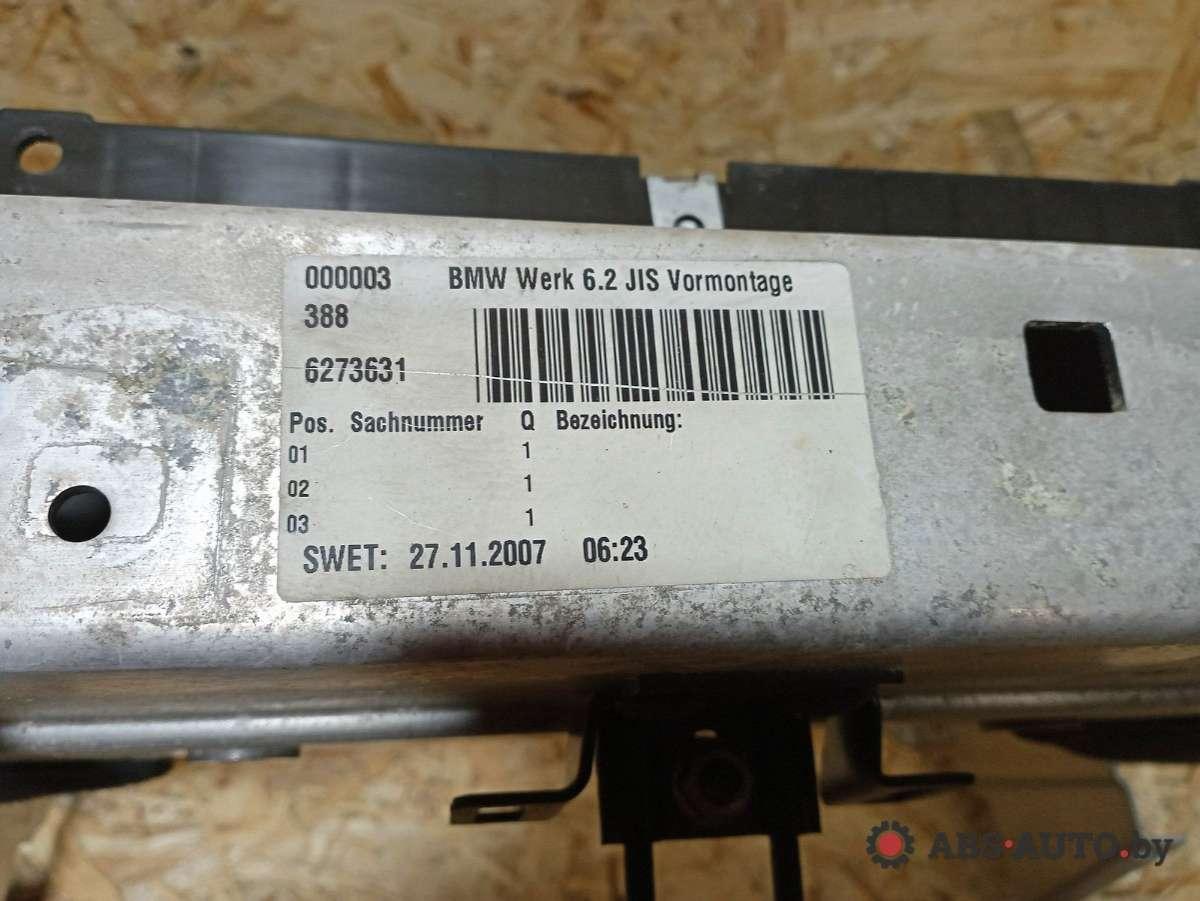 000003 BMW Werk 6.2 JIS Vormontage
388
6273631
Pos. Sachnummer Q Bezeichnung:
01 1
02 1
03 1
SWET: 27.11.2007 06:23
ABS-AUTO.by